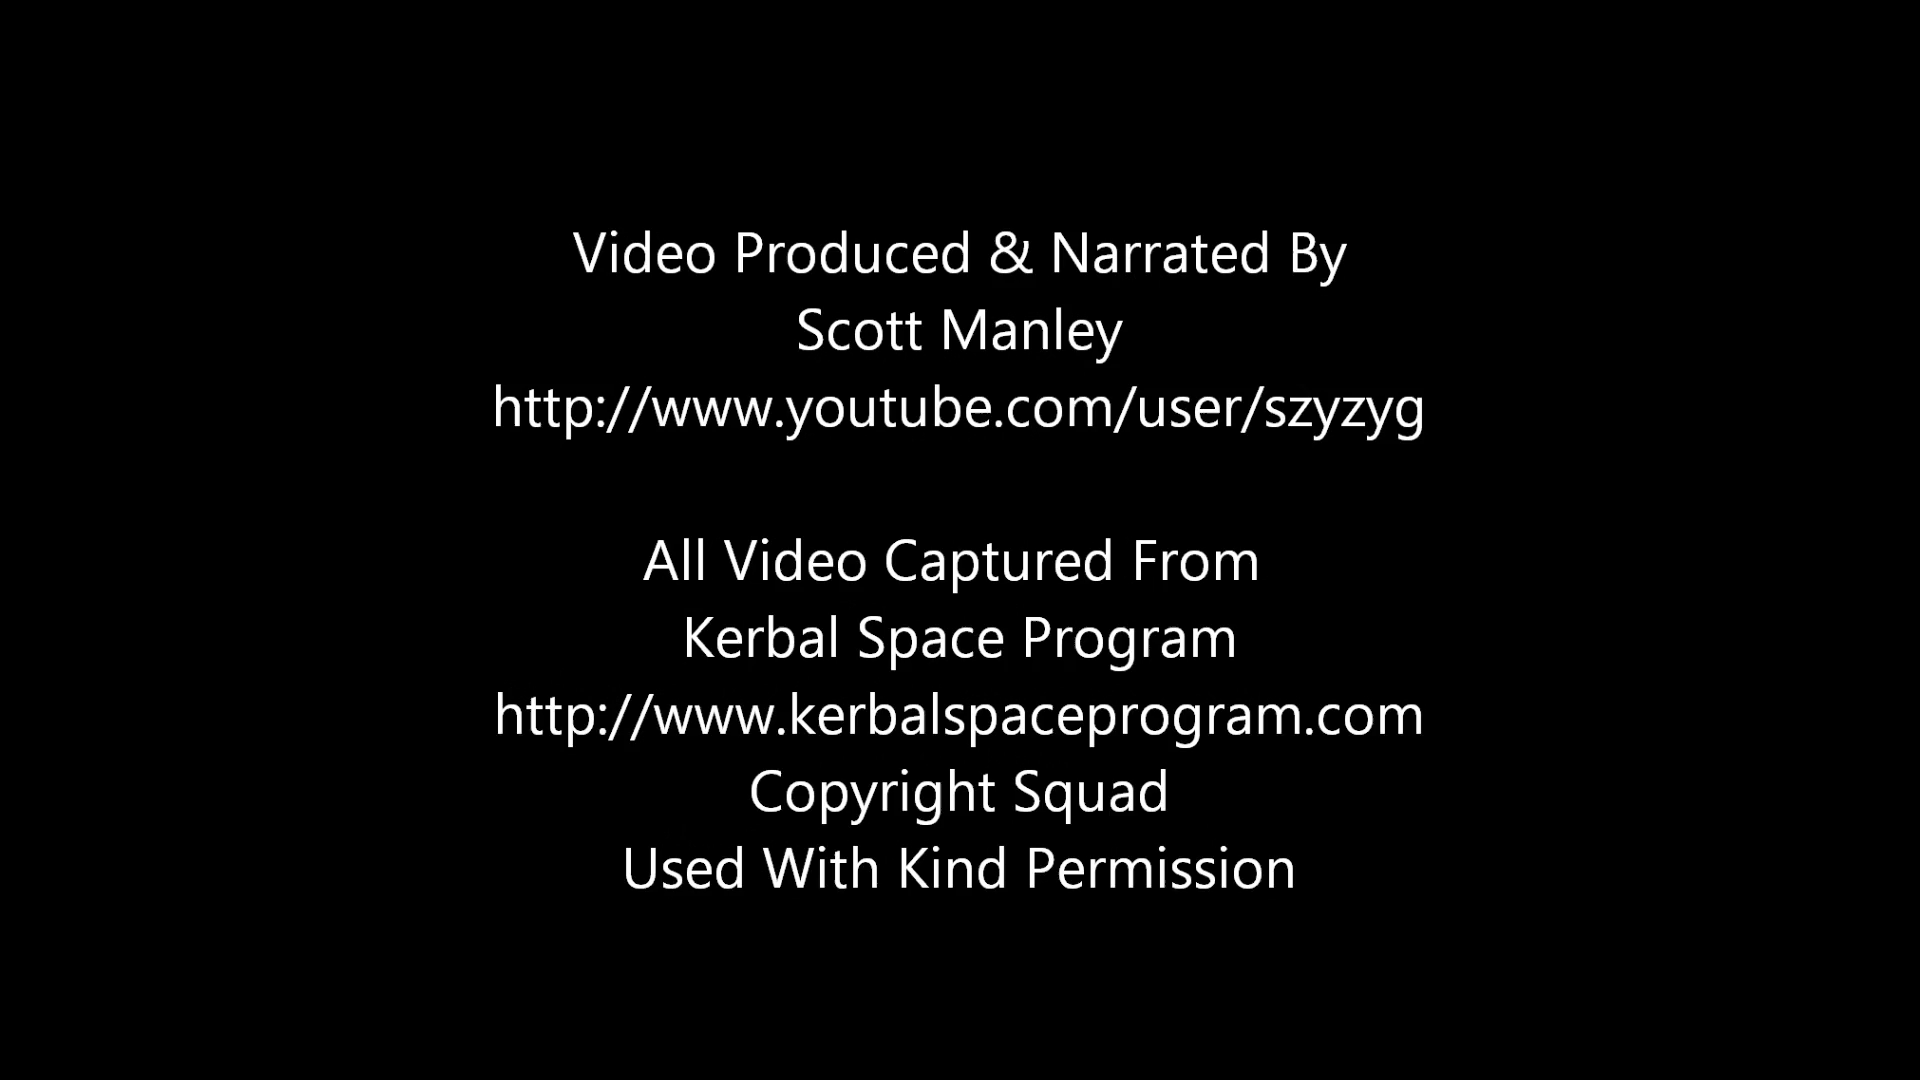 Video Produced & Narrated By
Scott Manley
http://www.youtube.com/user/szyzyg
All Video Captured From
Kerbal Space Program
http://www.kerbalspaceprogram.com
Copyright Squad
Used With Kind Permission